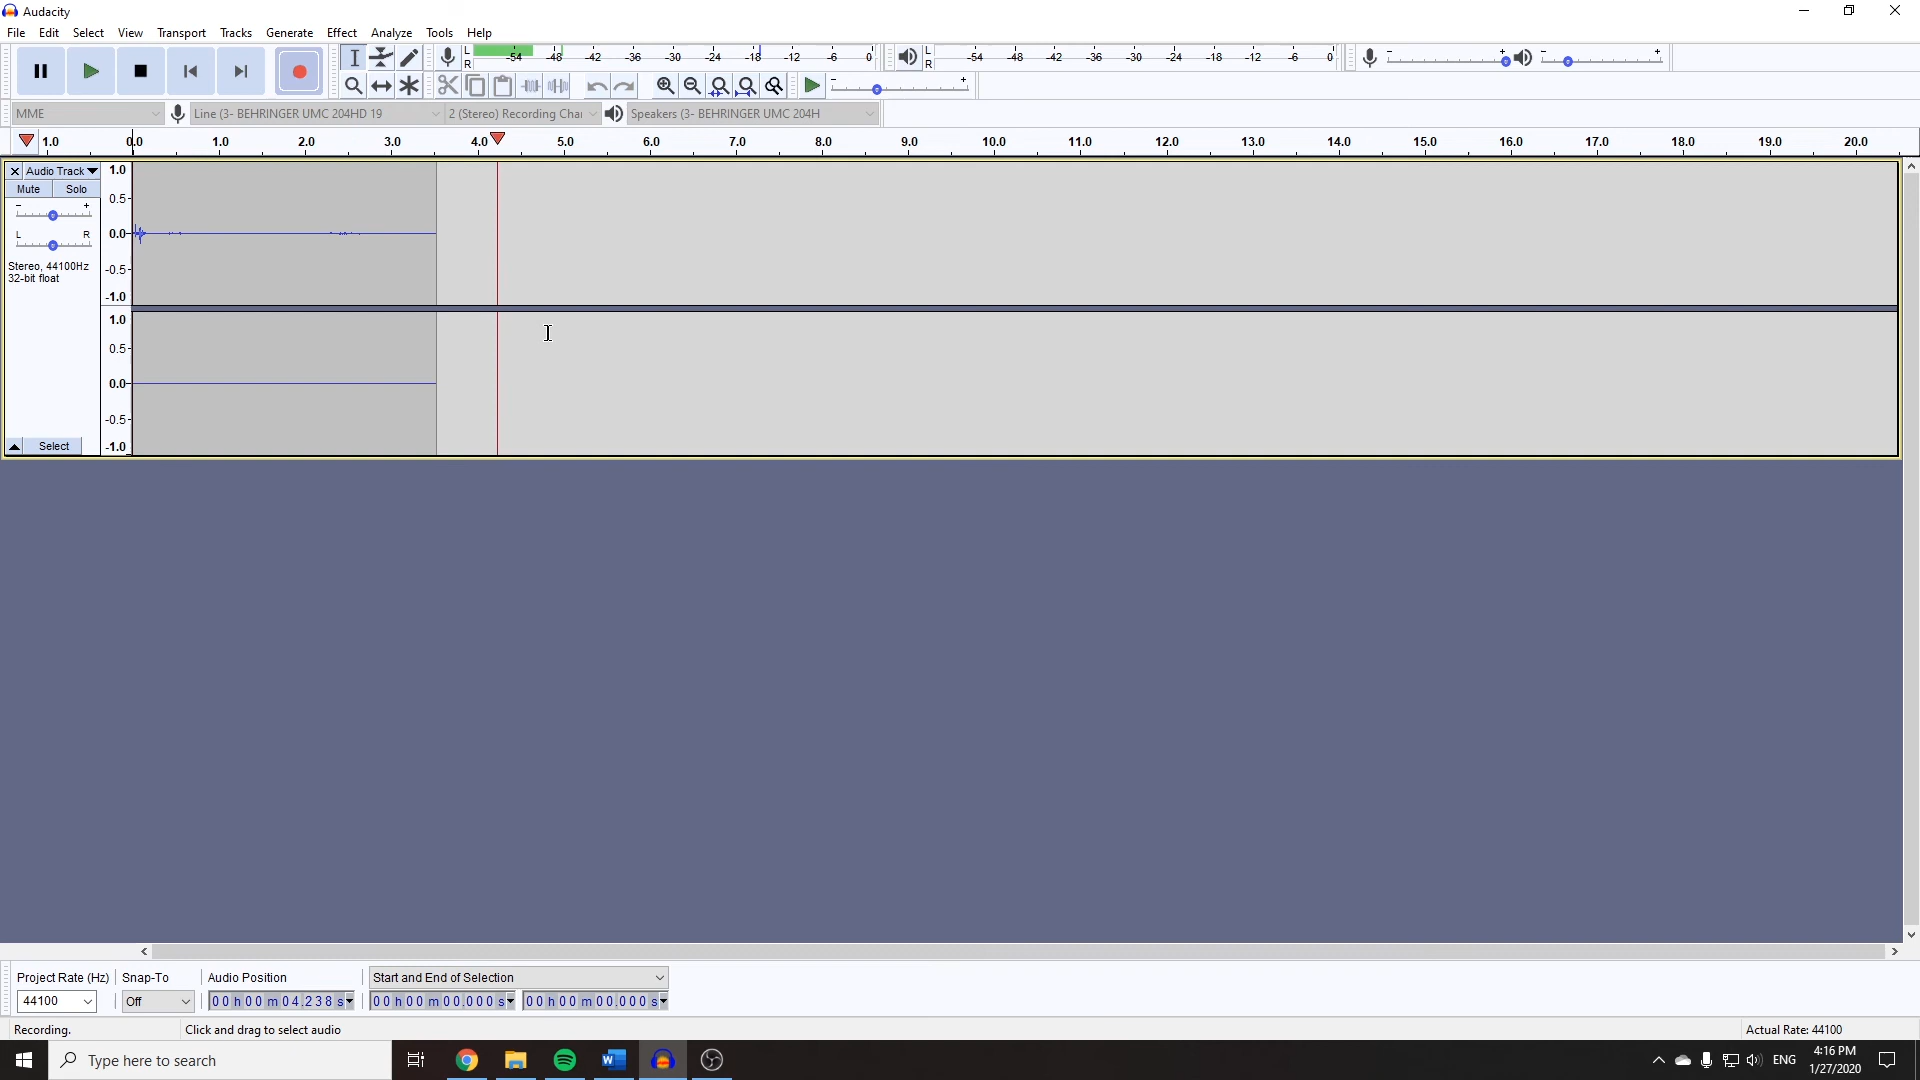 Audacity
File Edit Select View Transport Tracks Generate Effect Analyze Tools Help
L R -54 -48 -42 -36 -30 -24 -18 -12 -6 0
L R -54 -48 -42 -36 -30 -24 -18 -12 -6 0
MME Line (3- BEHRINGER UMC 204HD 19 2 (Stereo) Recording Char Speakers (3- BEHRINGER UMC 204H
1.0 0.0 1.0 2.0 3.0 4.0 5.0 6.0 7.0 8.0 9.0 10.0 11.0 12.0 13.0 14.0 15.0 16.0 17.0 18.0 19.0 20.0
Audio Track
Mute Solo
- +
L R
Stereo, 44100Hz
32-bit float
Select
1.0
0.5-
0.0-
-0.5-
-1.0
1.0
0.5-
0.0-
-0.5-
-1.0
Project Rate (Hz) Snap-To Audio Position Start and End of Selection
44100 Off 00 h 00 m 04.238 s 00 h 00 m 00.000 s 00 h 00 m 00.000 s
Recording. Click and drag to select audio Actual Rate: 44100
Type here to search ENG 4:16 PM
1/27/2020